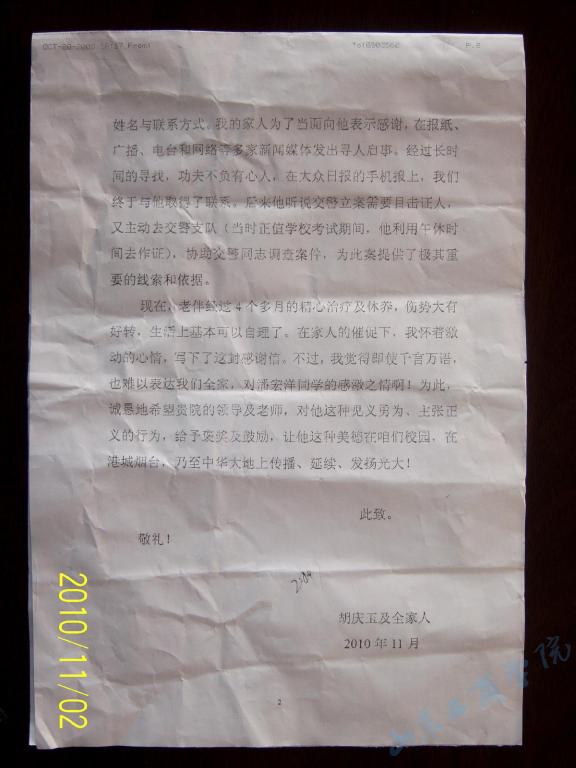 OCT-28-2000 To:6903560 P.2
姓名与联系方式。我的家人为了当面向他表示感谢，在报纸、
广播、电台和网络等多家新闻媒体发出寻人启事。经过长时
间的寻找，功夫不负有心人，在大众日报的手机报上，我们
终于与他取得了联系。后来他听说交警立案需要目击证人，
又主动去交警支队（当时正值学校考试期间，他利用午休时
间去作证），协助交警同志调查案件，为此案提供了极其重
要的线索和依据。
现在，老伴经过4个多月的精心治疗及休养，伤势大有
好转，生活上基本可以自理了。在家人的催促下，我怀着激
动的心情，写下了这封感谢信。不过，我觉得即使千言万语，
也难以表达我们全家，对潘宏洋同学的感激之情啊！为此，
诚恳地希望贵院的领导及老师，对他这种见义勇为、主张正
义的行为，给予褒奖及鼓励，让他这种美德在咱们校园，在
港城烟台，乃至中华大地上传播、延续、发扬光大！
此致。
敬礼！
胡庆玉及全家人
2010年11月
2010/11/02
山东工商学院
2